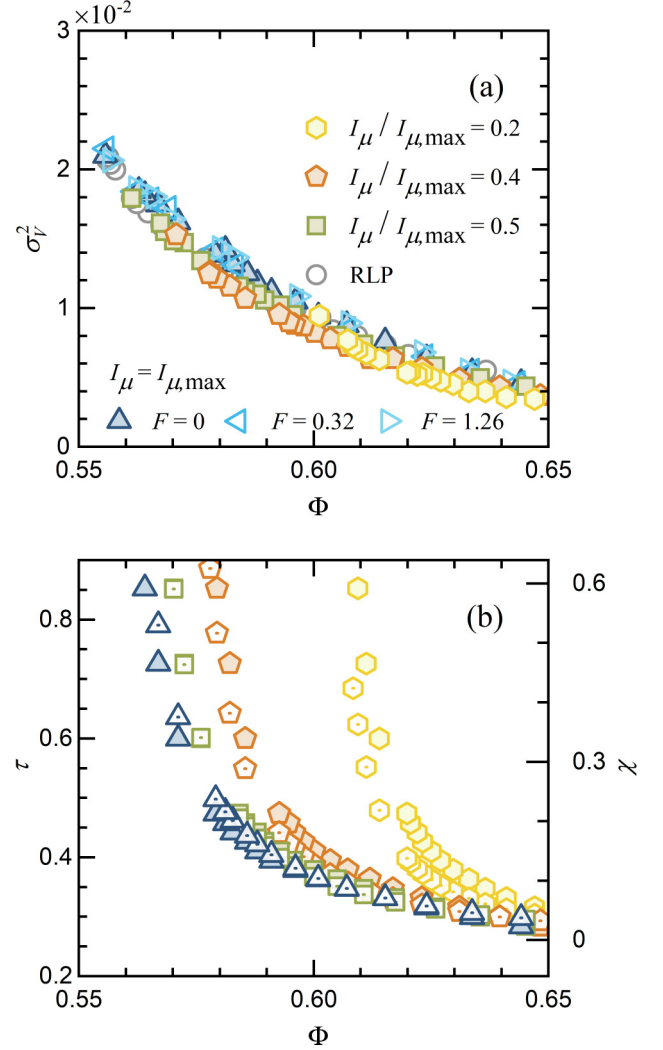 ×10⁻²
3
(a)
I_μ / I_μ,max = 0.2
2
I_μ / I_μ,max = 0.4
σ_V²
I_μ / I_μ,max = 0.5
RLP
1
I_μ = I_μ,max
F = 0
F = 0.32
F = 1.26
0
0.55
0.60
0.65
Φ
(b)
0.8
0.6
0.6
τ
0.3
χ
0.4
0
0.2
0.55
0.60
0.65
Φ